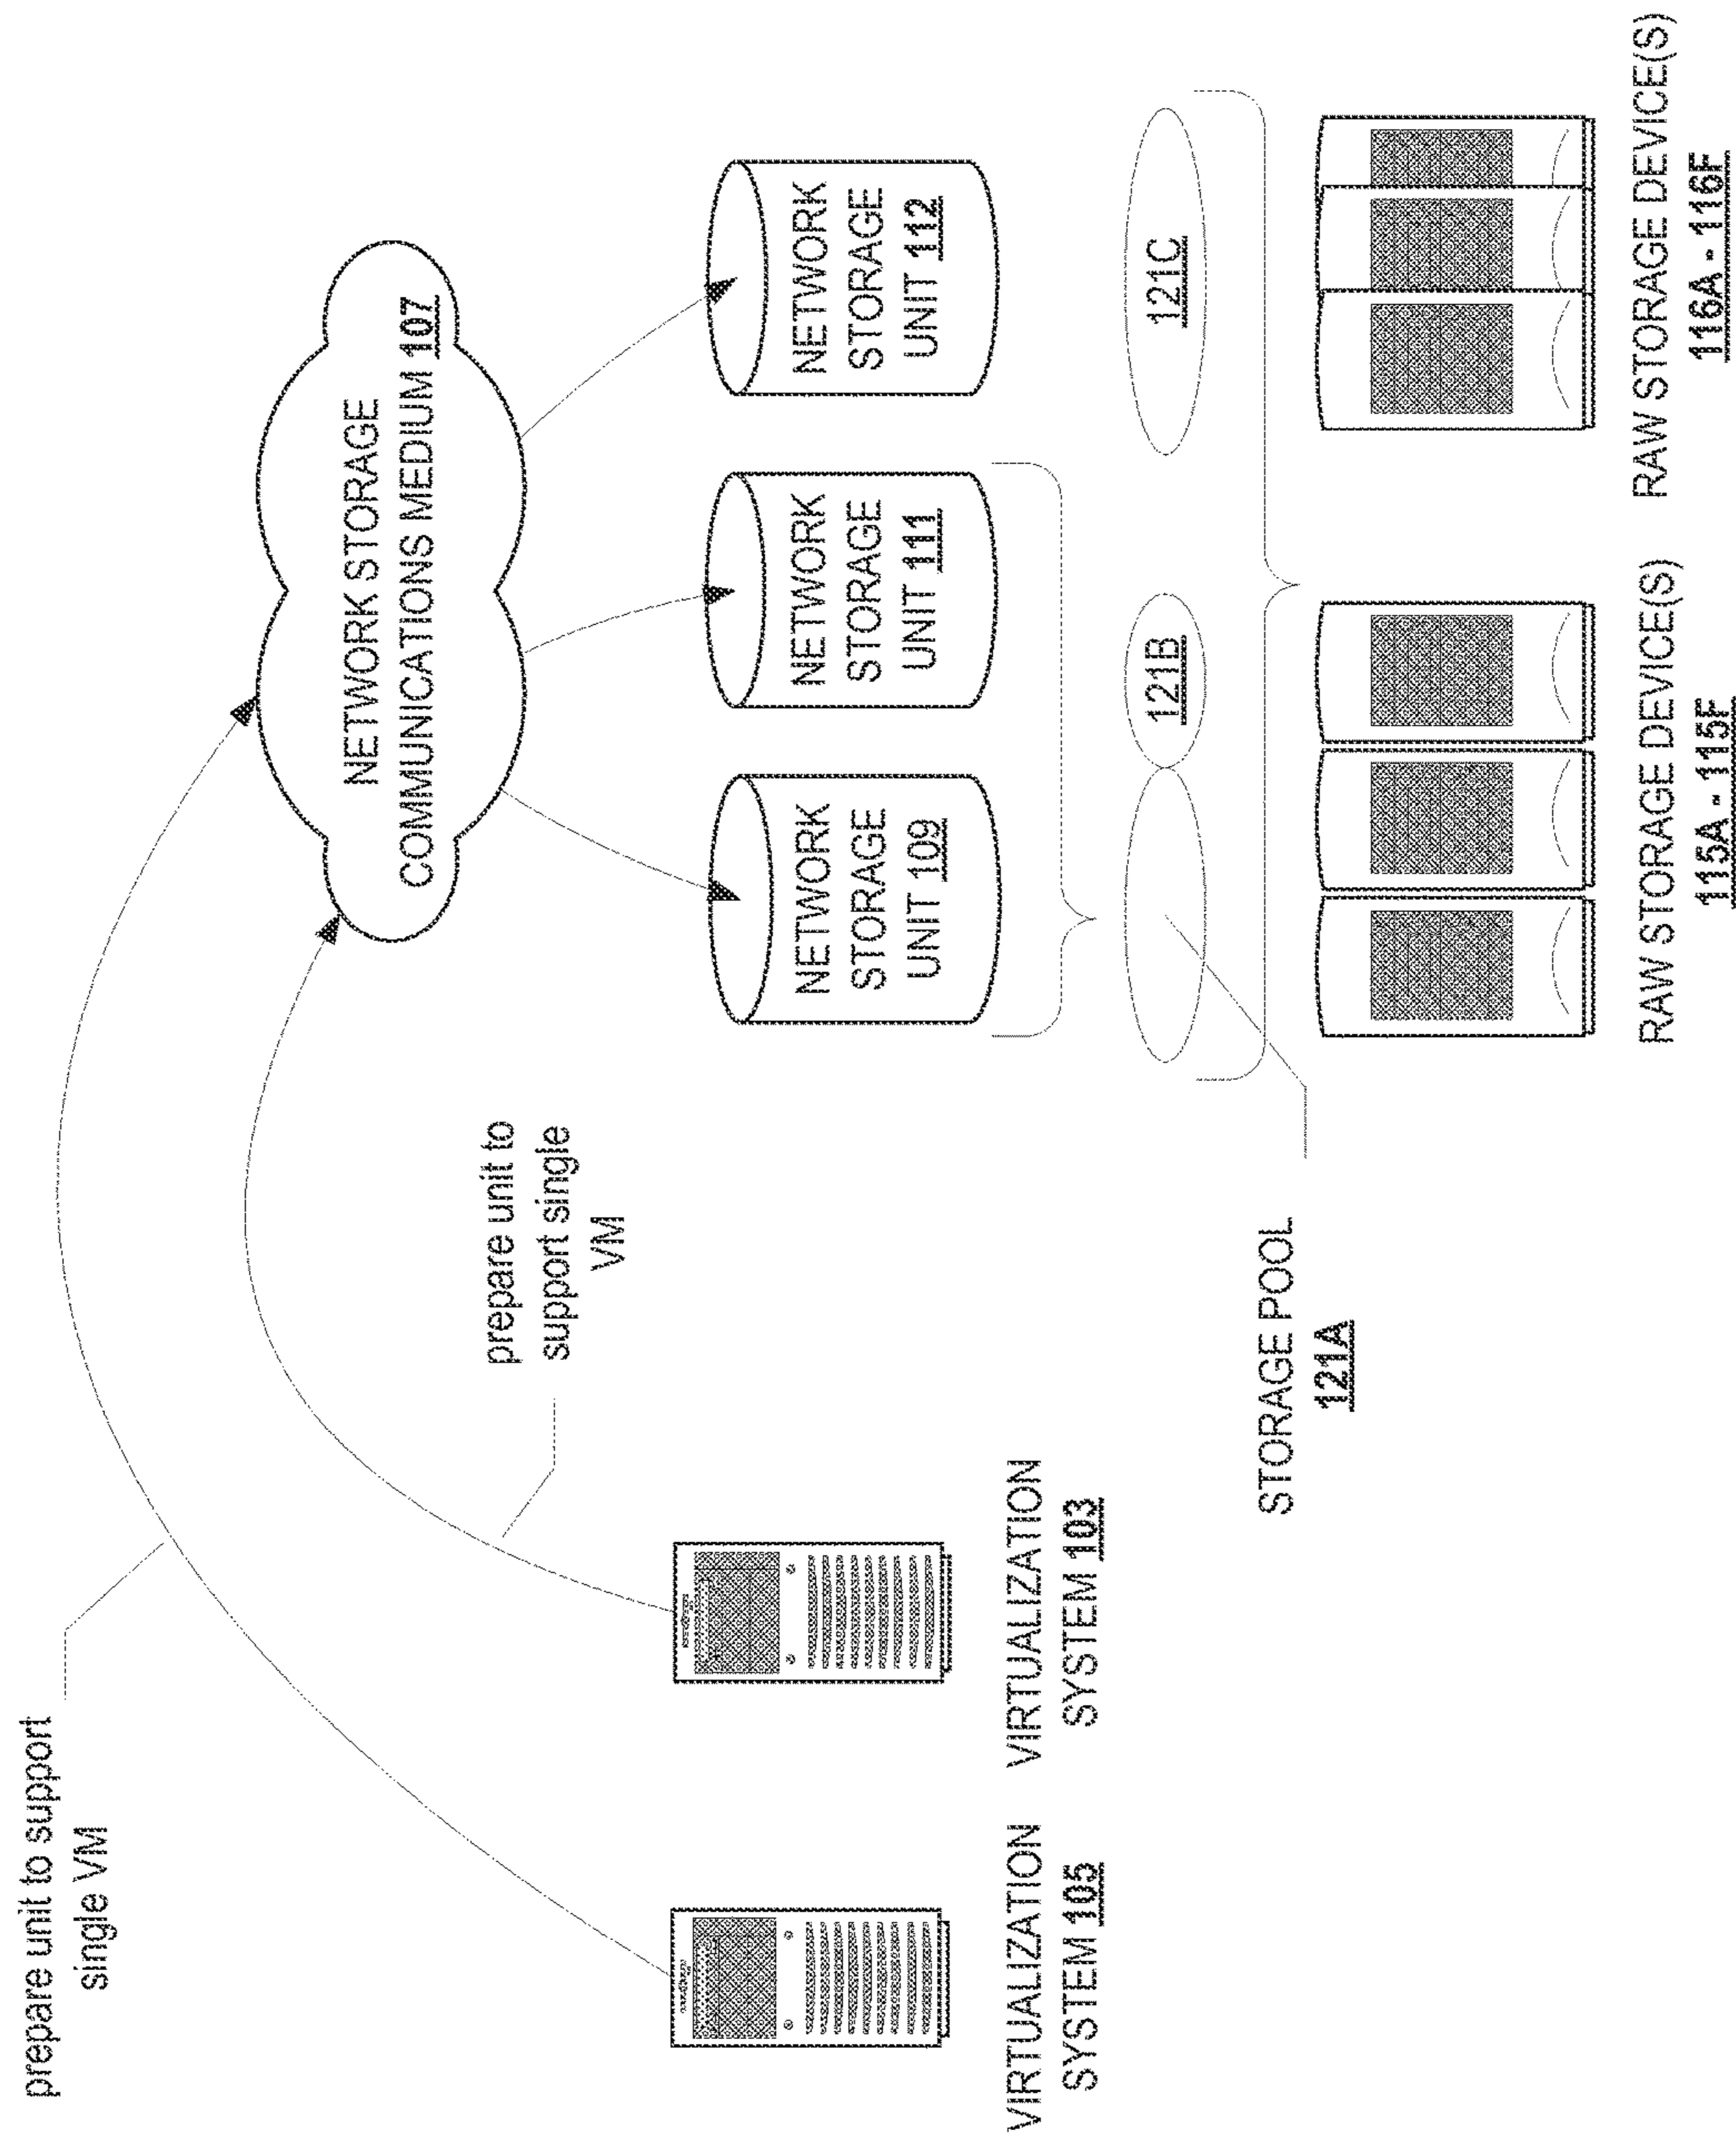 prepare unit to support
single VM
prepare unit to
support single
VM
NETWORK STORAGE
COMMUNICATIONS MEDIUM 107
VIRTUALIZATION
SYSTEM 105
VIRTUALIZATION
SYSTEM 103
NETWORK
STORAGE
UNIT 109
NETWORK
STORAGE
UNIT 111
NETWORK
STORAGE
UNIT 112
121B
121C
STORAGE POOL
121A
RAW STORAGE DEVICE(S)
115A - 115F
RAW STORAGE DEVICE(S)
116A - 116F